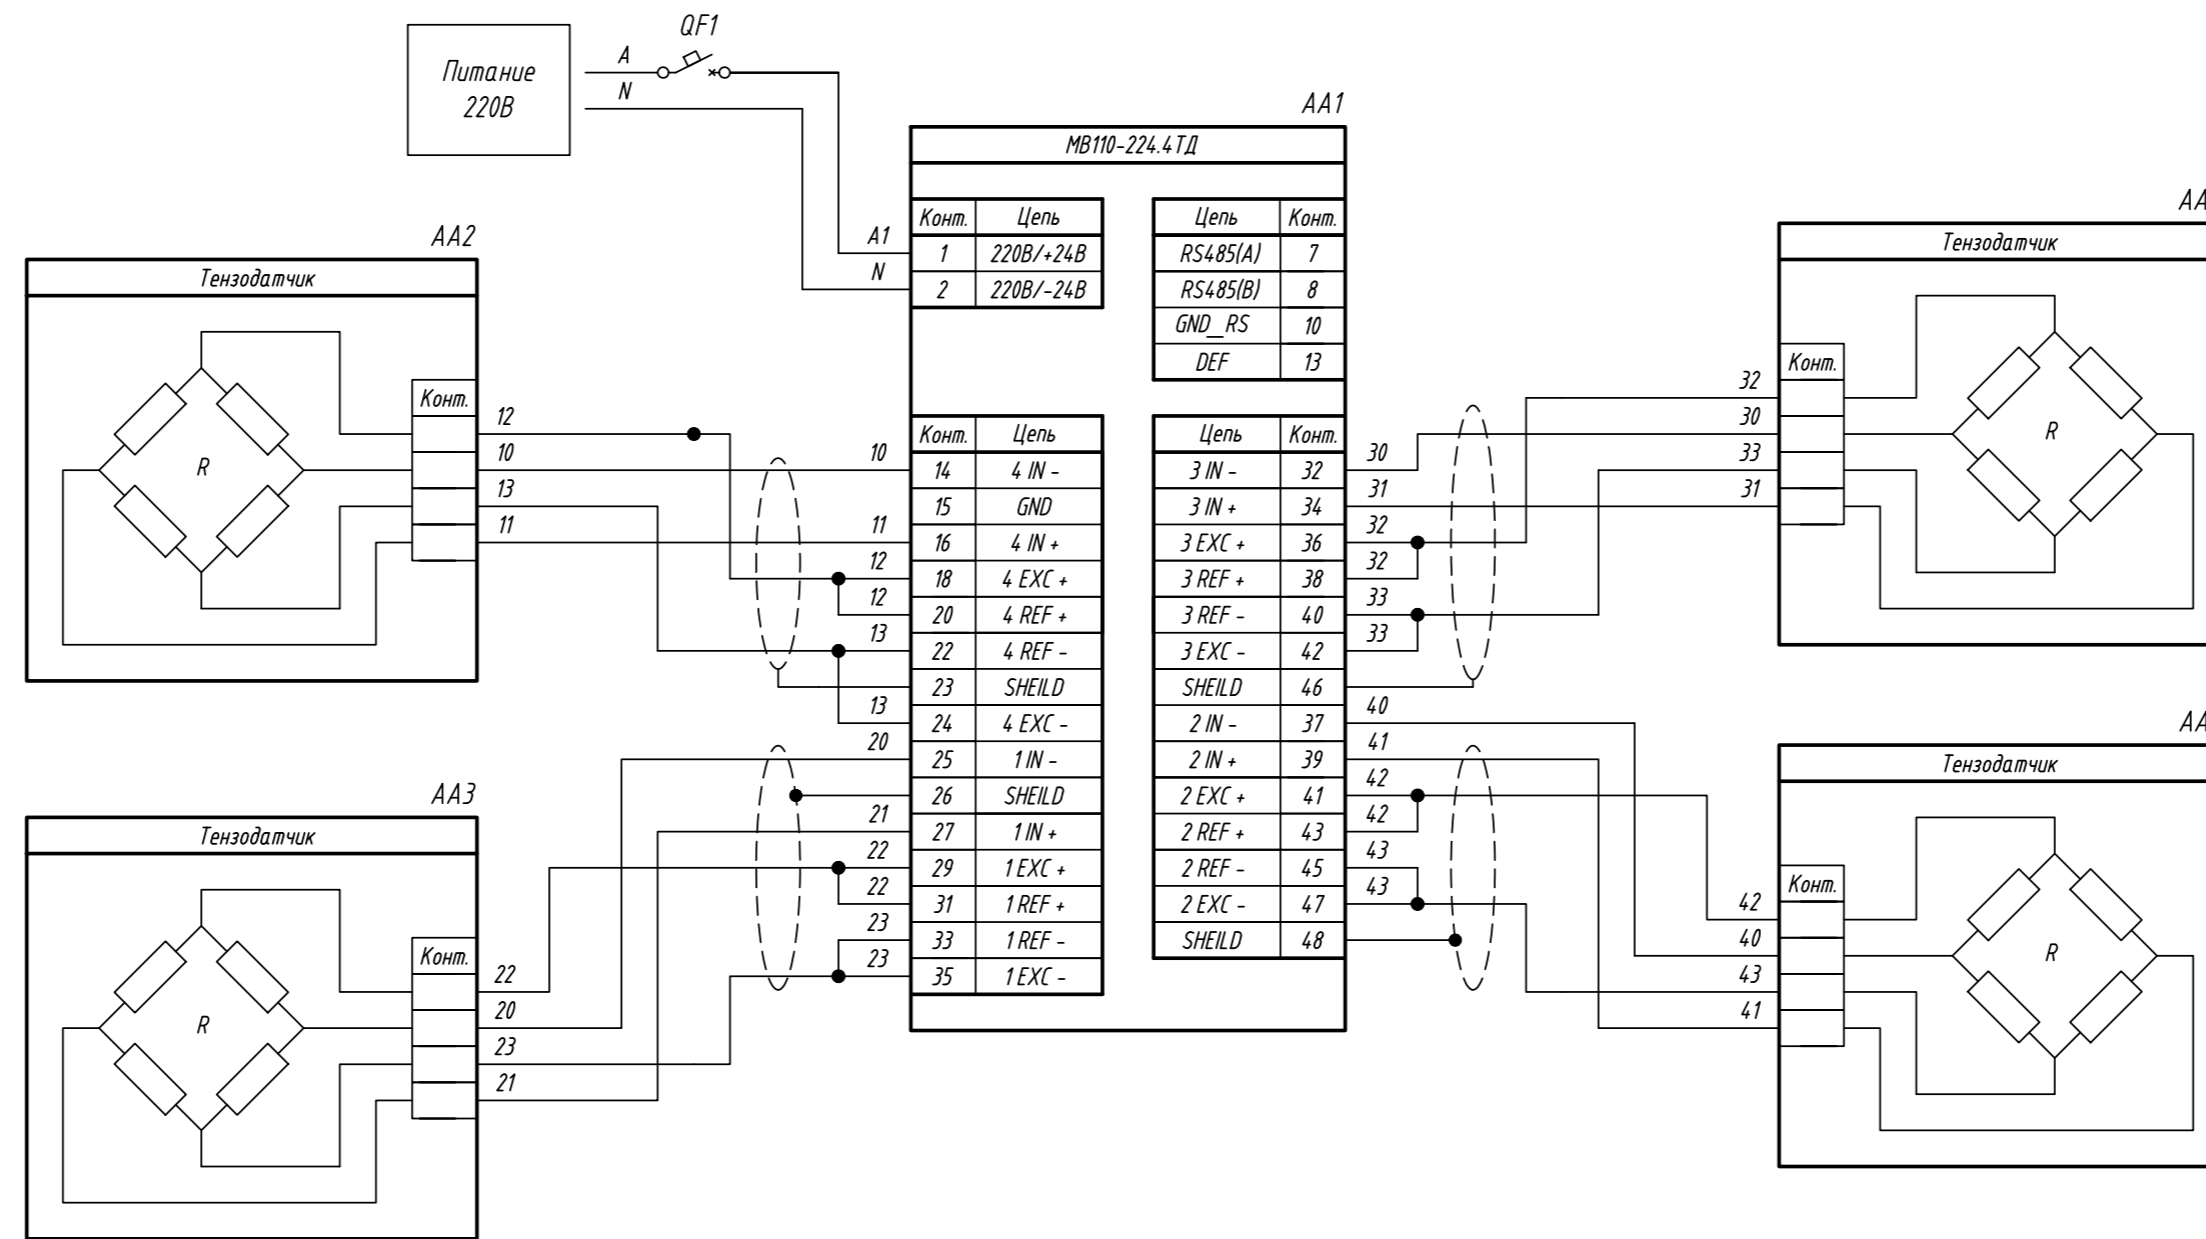 QF1
Питание
220В
A
N
AA1
МВ110-224.4ТД
Конт. Цепь
A1 1 220В/+24В
N 2 220В/-24В
Цепь Конт.
RS485(A) 7
RS485(B) 8
GND_RS 10
DEF 13
AA2
Тензодатчик
R
Конт.
12
10
13
11
Конт. Цепь
10 14 4 IN -
15 GND
11 16 4 IN +
12 18 4 EXC +
12 20 4 REF +
13 22 4 REF -
23 SHEILD
13 24 4 EXC -
20 25 1 IN -
26 SHEILD
21 27 1 IN +
22 29 1 EXC +
22 31 1 REF +
23 33 1 REF -
23 35 1 EXC -
Цепь Конт.
3 IN - 32 30
3 IN + 34 31
3 EXC + 36 32
3 REF + 38 32
3 REF - 40 33
3 EXC - 42 33
SHEILD 46
2 IN - 37 40
2 IN + 39 41
2 EXC + 41 42
2 REF + 43 42
2 REF - 45 43
2 EXC - 47 43
SHEILD 48
AA
Тензодатчик
Конт.
32
30
33
31
R
AA3
Тензодатчик
R
Конт.
22
20
23
21
AA
Тензодатчик
Конт.
42
40
43
41
R